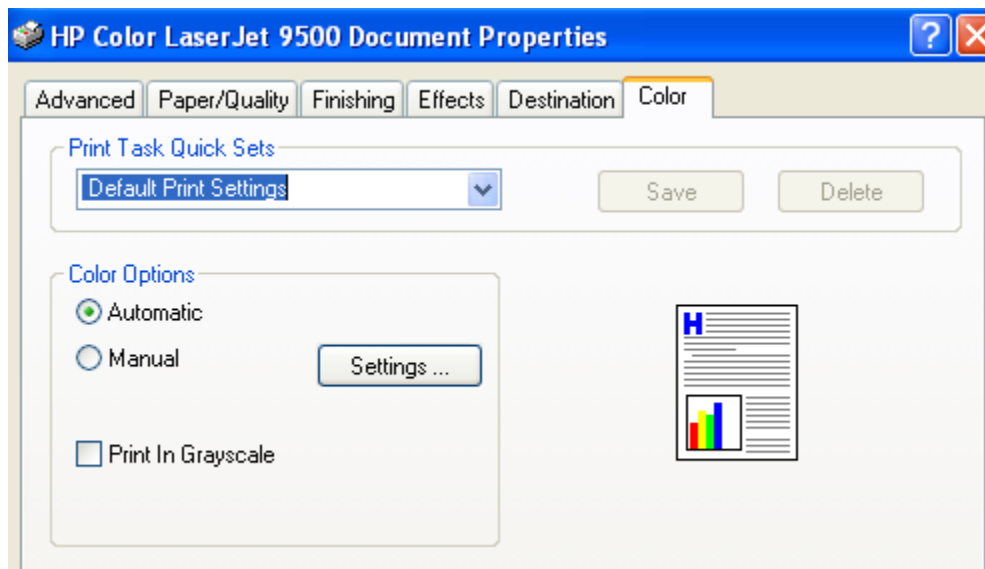 HP Color LaserJet 9500 Document Properties
Advanced Paper/Quality Finishing Effects Destination Color
Print Task Quick Sets
Default Print Settings Save Delete
Color Options
Automatic
Manual Settings ...
Print In Grayscale
H